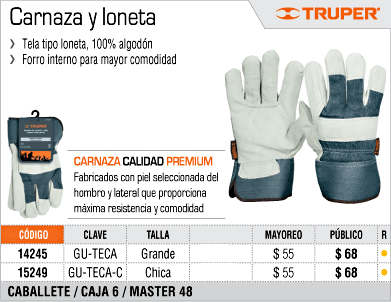 Carnaza y loneta
TRUPER
Tela tipo loneta, 100% algodón
Forro interno para mayor comodidad
TRUPER
CARNAZA CALIDAD PREMIUM
Fabricados con piel seleccionada del
hombro y lateral que proporciona
máxima resistencia y comodidad
CÓDIGO CLAVE TALLA MAYOREO PÚBLICO R
14245 GU-TECA Grande $ 55 $ 68
15249 GU-TECA-C Chica $ 55 $ 68
CABALLETE / CAJA 6 / MASTER 48